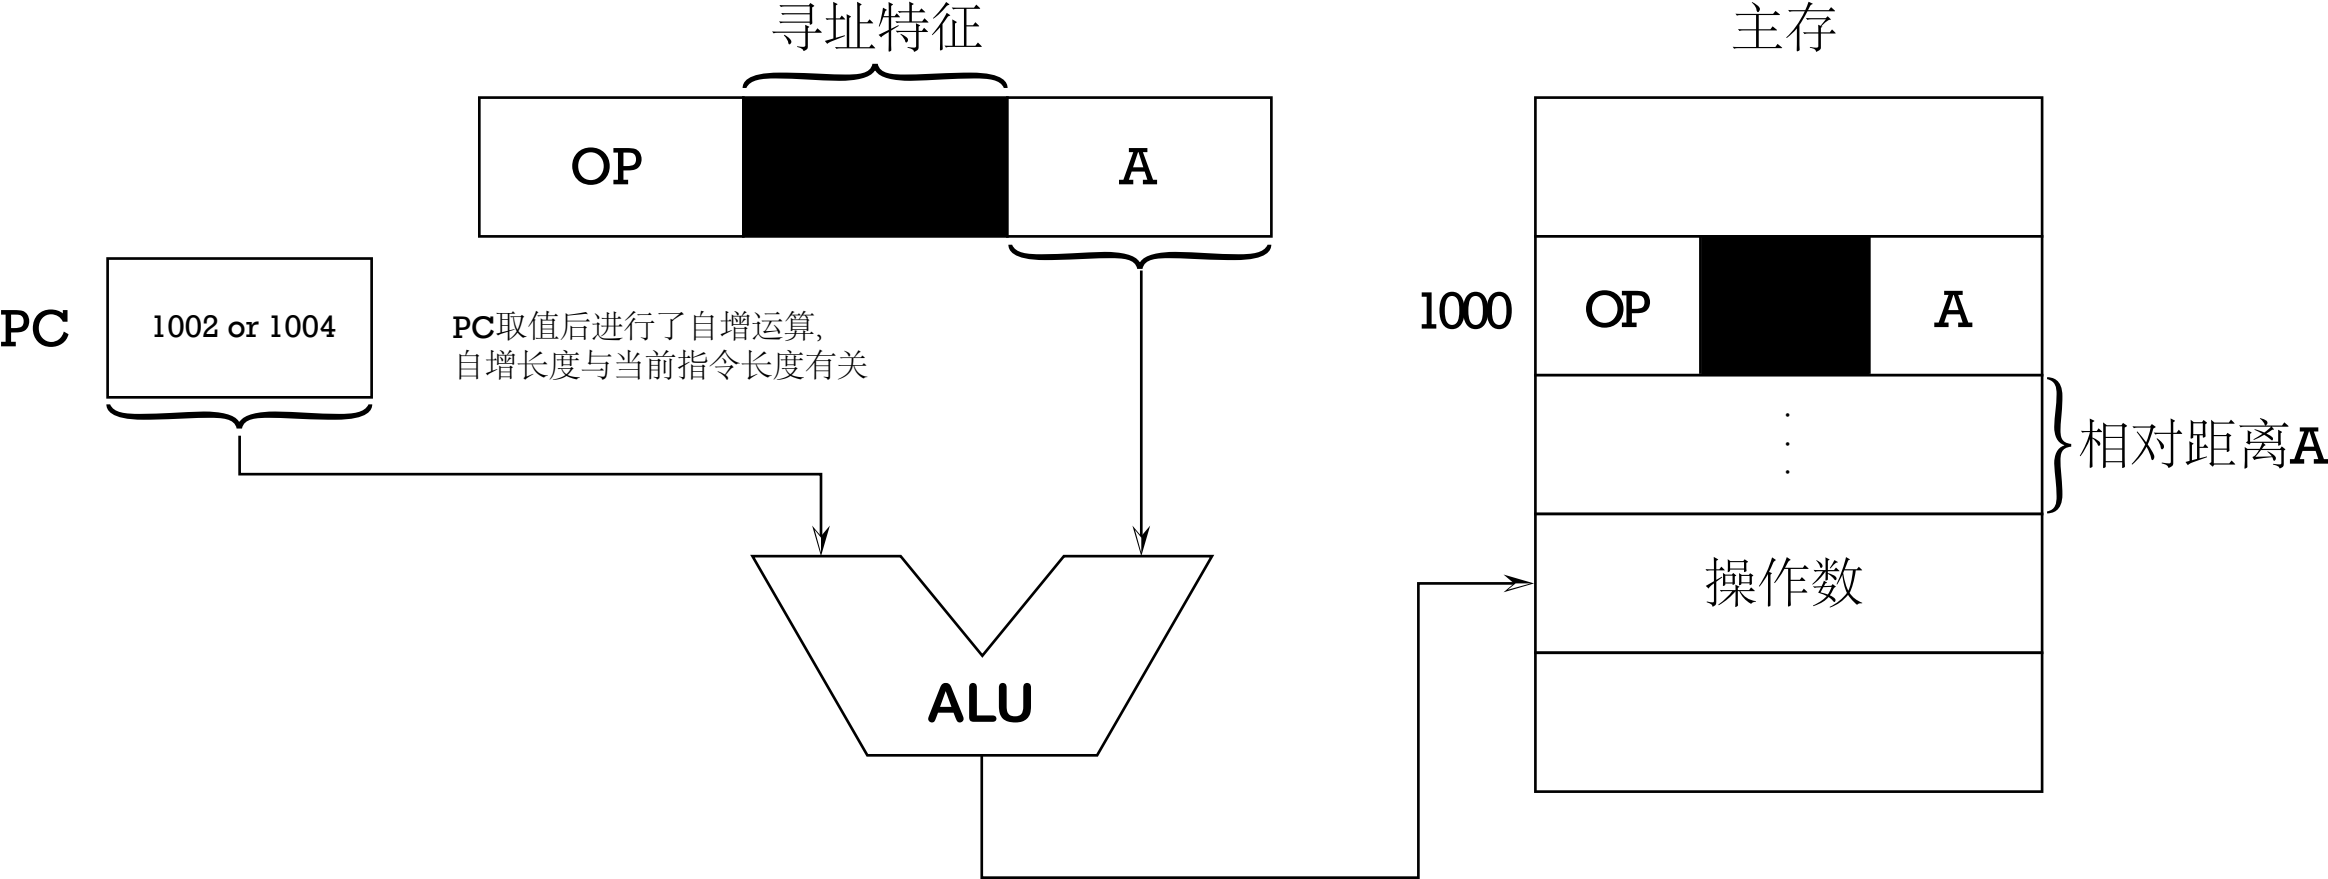 寻址特征
主存
OP
A
1000
OP
A
PC
1002 or 1004
PC取值后进行了自增运算,
自增长度与当前指令长度有关
相对距离A
操作数
ALU